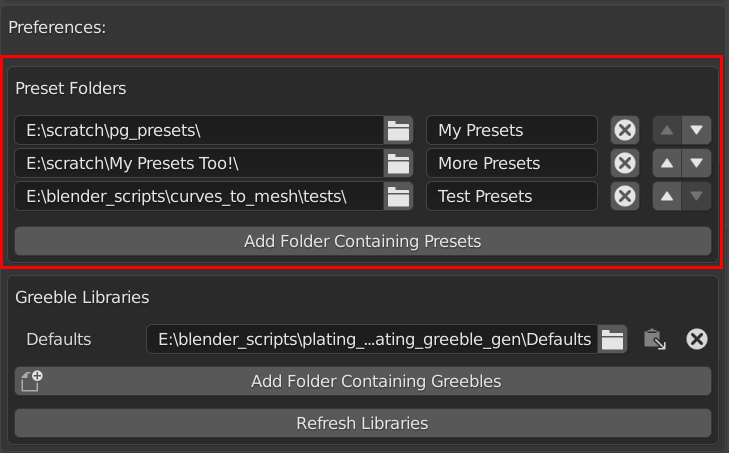 Preferences:
Preset Folders
E:\scratch\pg_presets\ My Presets
E:\scratch\My Presets Too!\ More Presets
E:\blender_scripts\curves_to_mesh\tests\ Test Presets
Add Folder Containing Presets
Greeble Libraries
Defaults E:\blender_scripts\plating_...ating_greeble_gen\Defaults
Add Folder Containing Greebles
Refresh Libraries